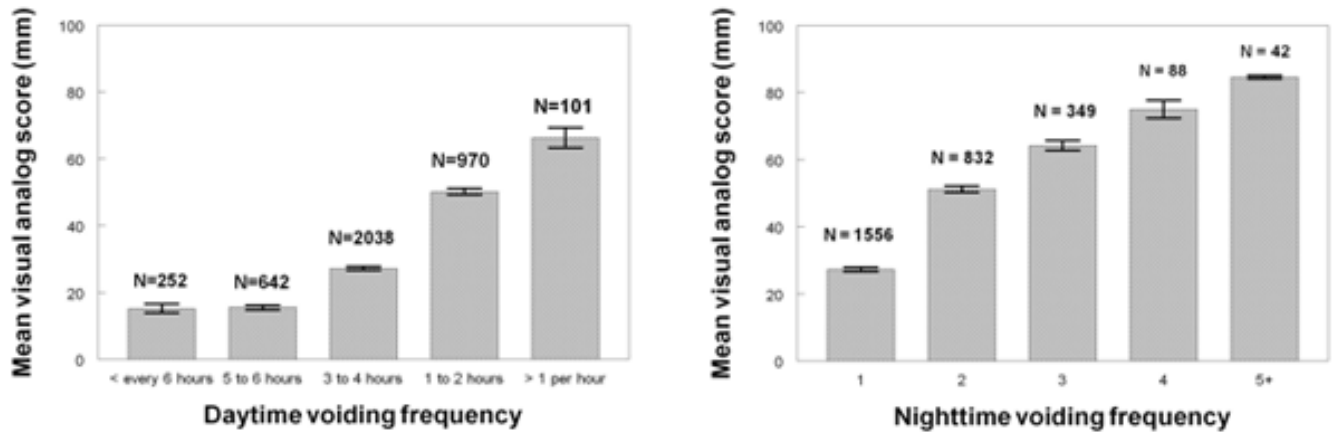 Mean visual analog score (mm)
100
80
60
40
20
0
N=252
N=642
N=2038
N=970
N=101
< every 6 hours
5 to 6 hours
3 to 4 hours
1 to 2 hours
> 1 per hour
Daytime voiding frequency
Mean visual analog score (mm)
100
80
60
40
20
0
N = 1556
N = 832
N = 349
N = 88
N = 42
1
2
3
4
5+
Nighttime voiding frequency